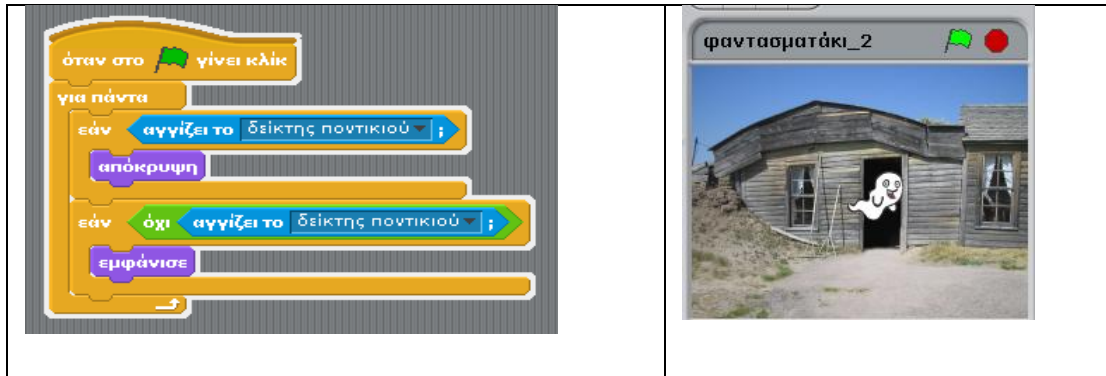 όταν στο γίνει κλίκ
για πάντα
εάν αγγίζει το δείκτης ποντικιού ;
απόκρυψη
εάν όχι αγγίζει το δείκτης ποντικιού ;
εμφάνισε
φαντασματάκι_2